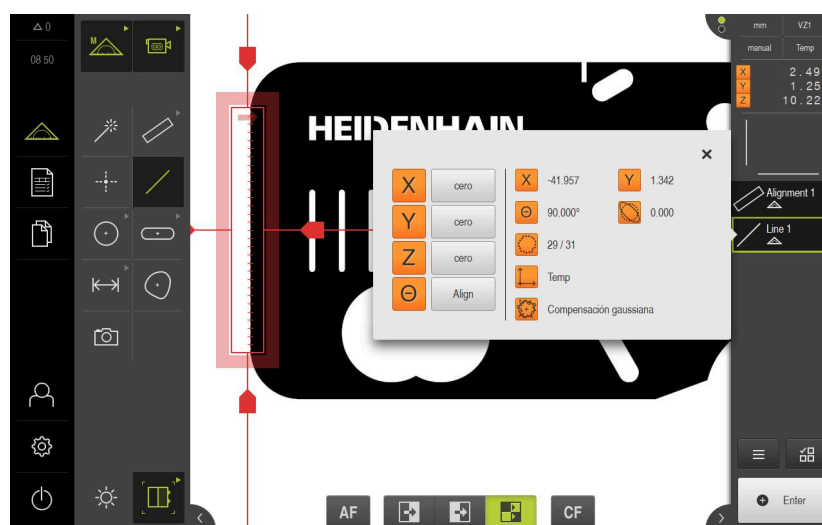 0
08 50
M
HEIDENHAIN
X cero
Y cero
Z cero
Θ Align
X -41.957 Y 1.342
Θ 90.000° 0.000
29 / 31
Temp
Compensación gaussiana
×
AF
CF
mm VZ1
manual Temp
X 2.49
Y 1.25
Z 10.22
Alignment 1
Line 1
Enter